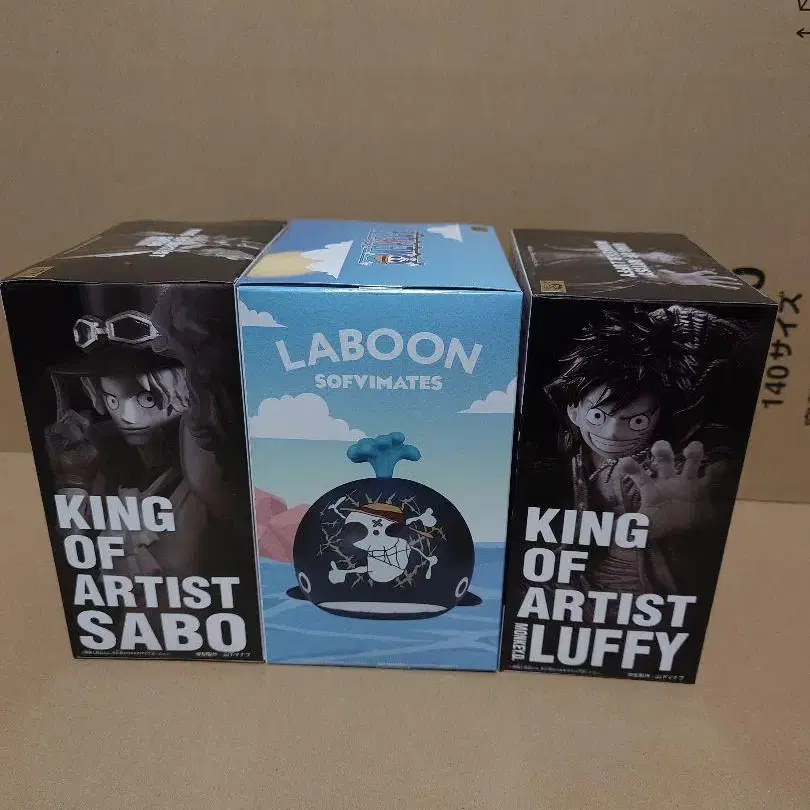 KING
OF
ARTIST
SABO
LABOON
SOFVIMATES
KING
OF
ARTIST
MONKEY.D.
LUFFY
140サイズ